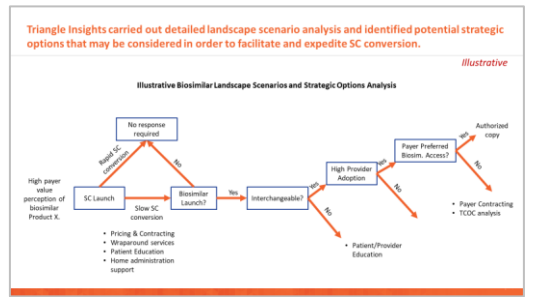 Triangle Insights carried out detailed landscape scenario analysis and identified potential strategic
options that may be considered in order to facilitate and expedite SC conversion.
Illustrative
Illustrative Biosimilar Landscape Scenarios and Strategic Options Analysis
No response
required
Rapid SC
conversion
No
High payer
value
perception of
biosimilar
Product X.
SC Launch
Slow SC
conversion
Biosimilar
Launch?
Yes
Interchangeable?
Yes
No
High Provider
Adoption
Yes
No
Payer Preferred
Biosim. Access?
Yes
No
Authorized
copy
• Pricing & Contracting
• Wraparound services
• Patient Education
• Home administration
support
• Patient/Provider
Education
• Payer Contracting
• TCOC analysis